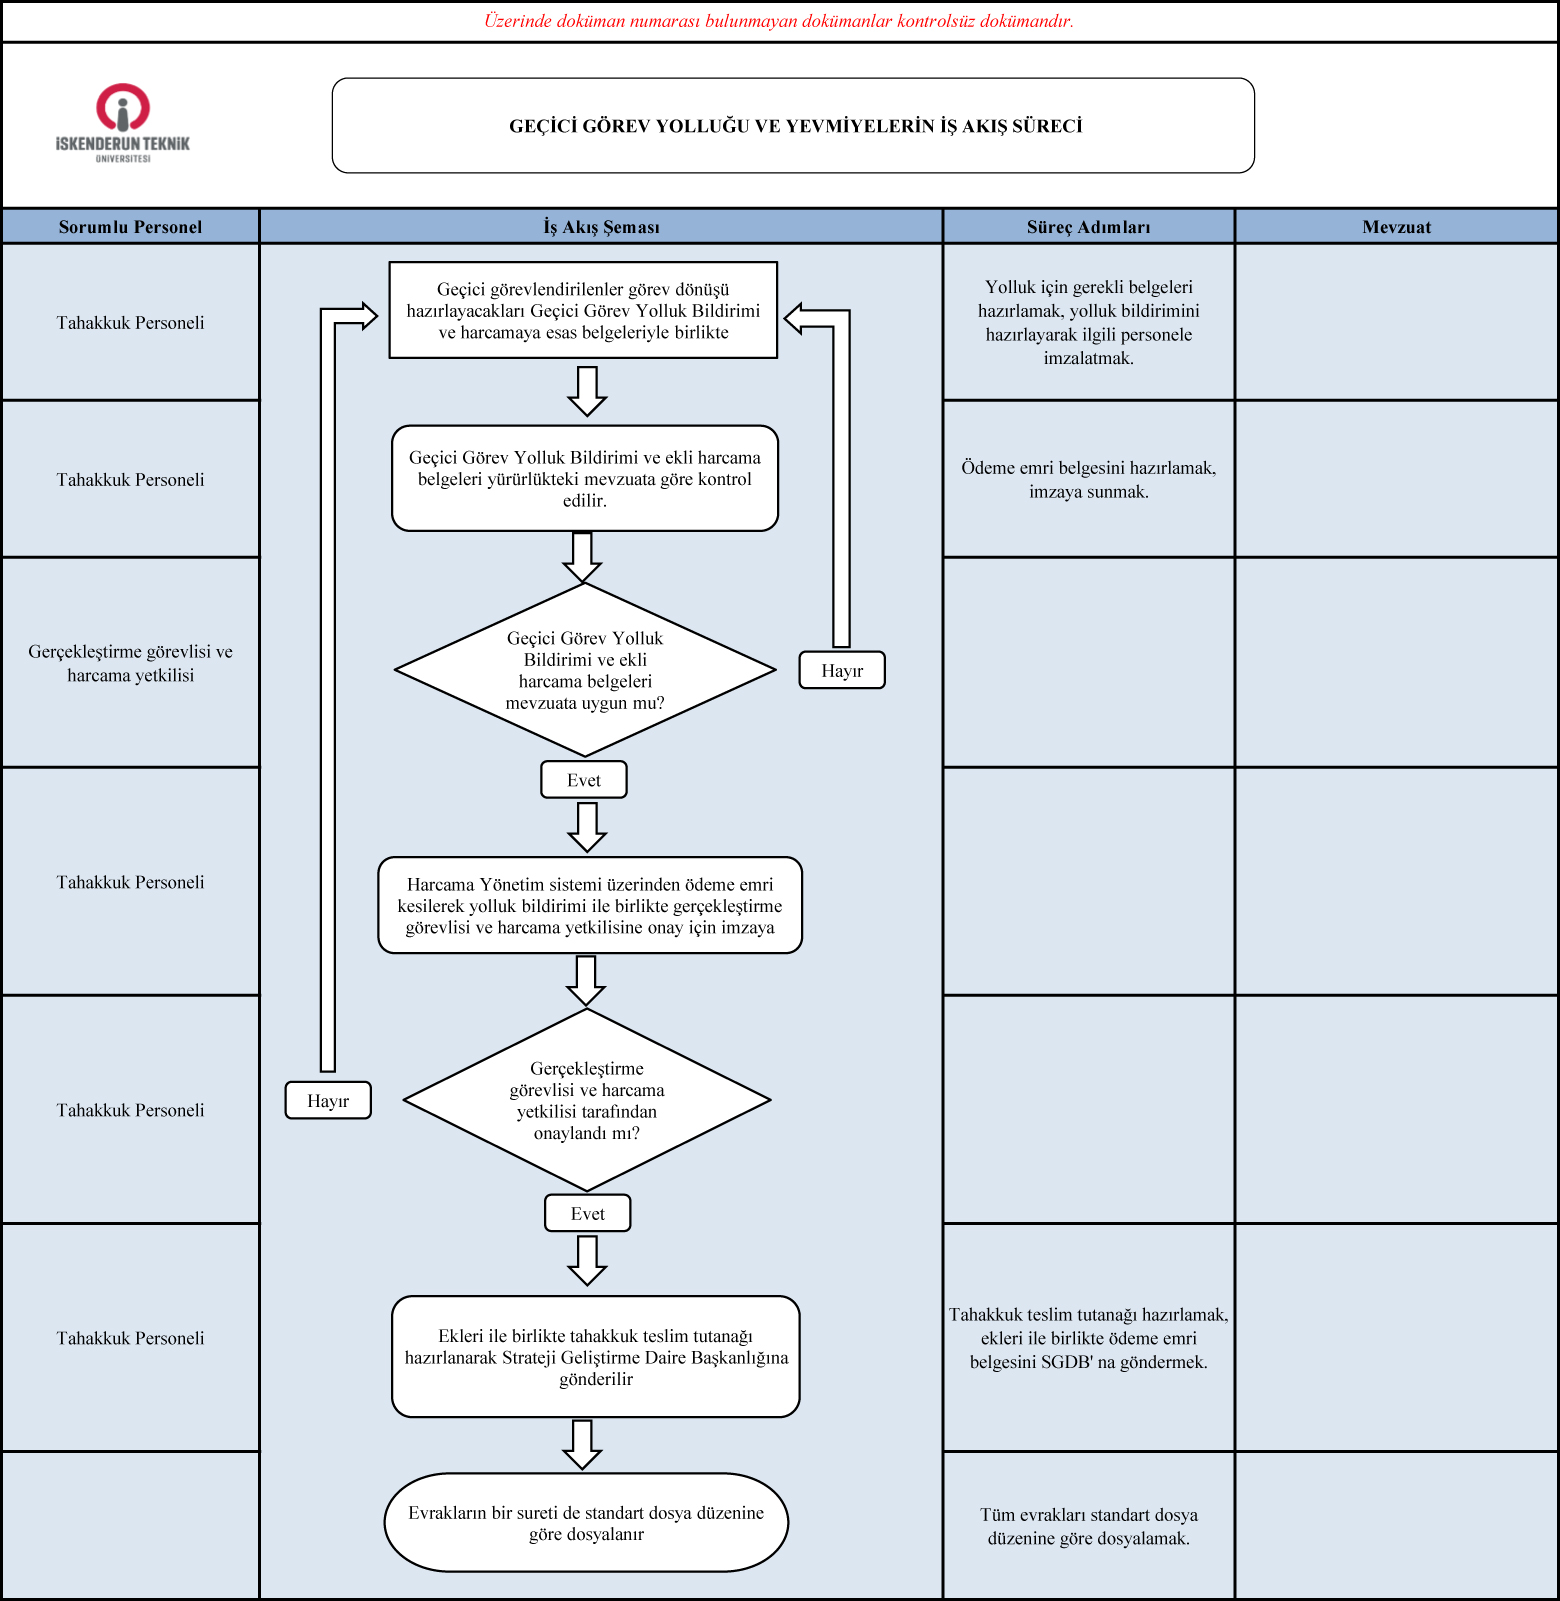 Üzerinde doküman numarası bulunmayan dokümanlar kontrolsüz dokümandır.
İSKENDERUN TEKNİK
ÜNİVERSİTESİ
GEÇİCİ GÖREV YOLLUĞU VE YEVMİYELERİN İŞ AKIŞ SÜRECİ
Sorumlu Personel
İş Akış Şeması
Süreç Adımları
Mevzuat
Tahakkuk Personeli
Geçici görevlendirilenler görev dönüşü
hazırlayacakları Geçici Görev Yolluk Bildirimi
ve harcamaya esas belgeleriyle birlikte
Yolluk için gerekli belgeleri
hazırlamak, yolluk bildirimini
hazırlayarak ilgili personele
imzalatmak.
Tahakkuk Personeli
Geçici Görev Yolluk Bildirimi ve ekli harcama
belgeleri yürürlükteki mevzuata göre kontrol
edilir.
Ödeme emri belgesini hazırlamak,
imzaya sunmak.
Gerçekleştirme görevlisi ve
harcama yetkilisi
Geçici Görev Yolluk
Bildirimi ve ekli
harcama belgeleri
mevzuata uygun mu?
Hayır
Evet
Tahakkuk Personeli
Harcama Yönetim sistemi üzerinden ödeme emri
kesilerek yolluk bildirimi ile birlikte gerçekleştirme
görevlisi ve harcama yetkilisine onay için imzaya
Tahakkuk Personeli
Hayır
Gerçekleştirme
görevlisi ve harcama
yetkilisi tarafından
onaylandı mı?
Evet
Tahakkuk Personeli
Ekleri ile birlikte tahakkuk teslim tutanağı
hazırlanarak Strateji Geliştirme Daire Başkanlığına
gönderilir
Tahakkuk teslim tutanağı hazırlamak,
ekleri ile birlikte ödeme emri
belgesini SGDB' na göndermek.
Evrakların bir sureti de standart dosya düzenine
göre dosyalanır
Tüm evrakları standart dosya
düzenine göre dosyalamak.